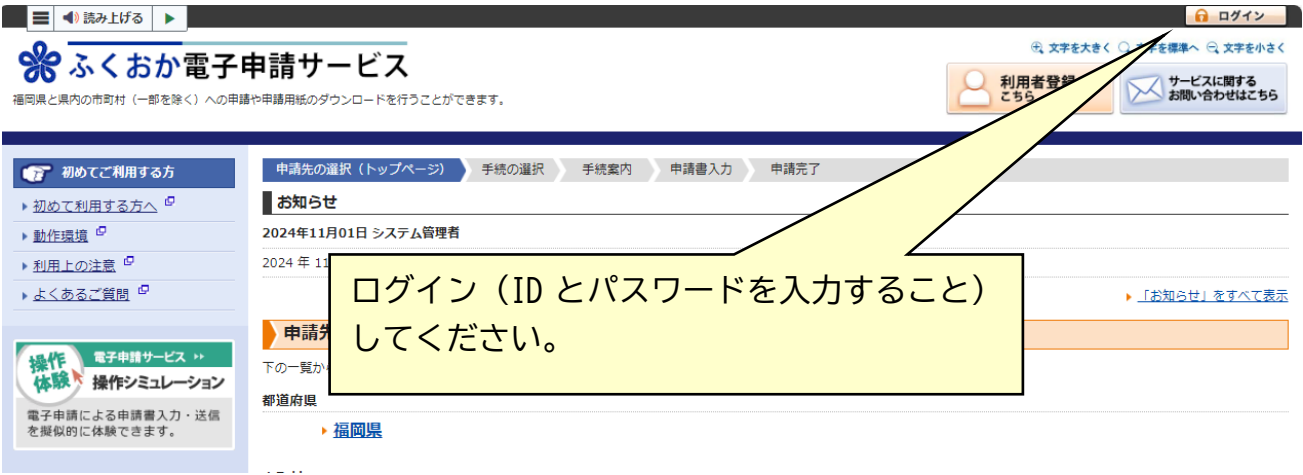 読み上げる
ログイン
ふくおか電子申請サービス
福岡県と県内の市町村（一部を除く）への申請や申請用紙のダウンロードを行うことができます。
文字を大きく 文字を標準へ 文字を小さく
利用者登録
こちら
サービスに関する
お問い合わせはこちら
初めてご利用する方
初めて利用する方へ
動作環境
利用上の注意
よくあるご質問
操作
体験
電子申請サービス
操作シミュレーション
電子申請による申請書入力・送信
を擬似的に体験できます。
申請先の選択（トップページ） 手続の選択 手続案内 申請書入力 申請完了
お知らせ
2024年11月01日 システム管理者
2024 年 11
ログイン（ID とパスワードを入力すること）
してください。
「お知らせ」をすべて表示
申請先
下の一覧から
都道府県
福岡県